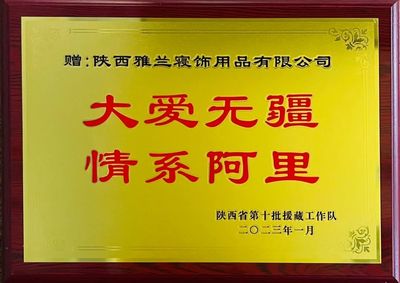 赠:陕西雅兰寝饰用品有限公司
大爱无疆
情系阿里
陕西省第十批援藏工作队
二〇二三年一月